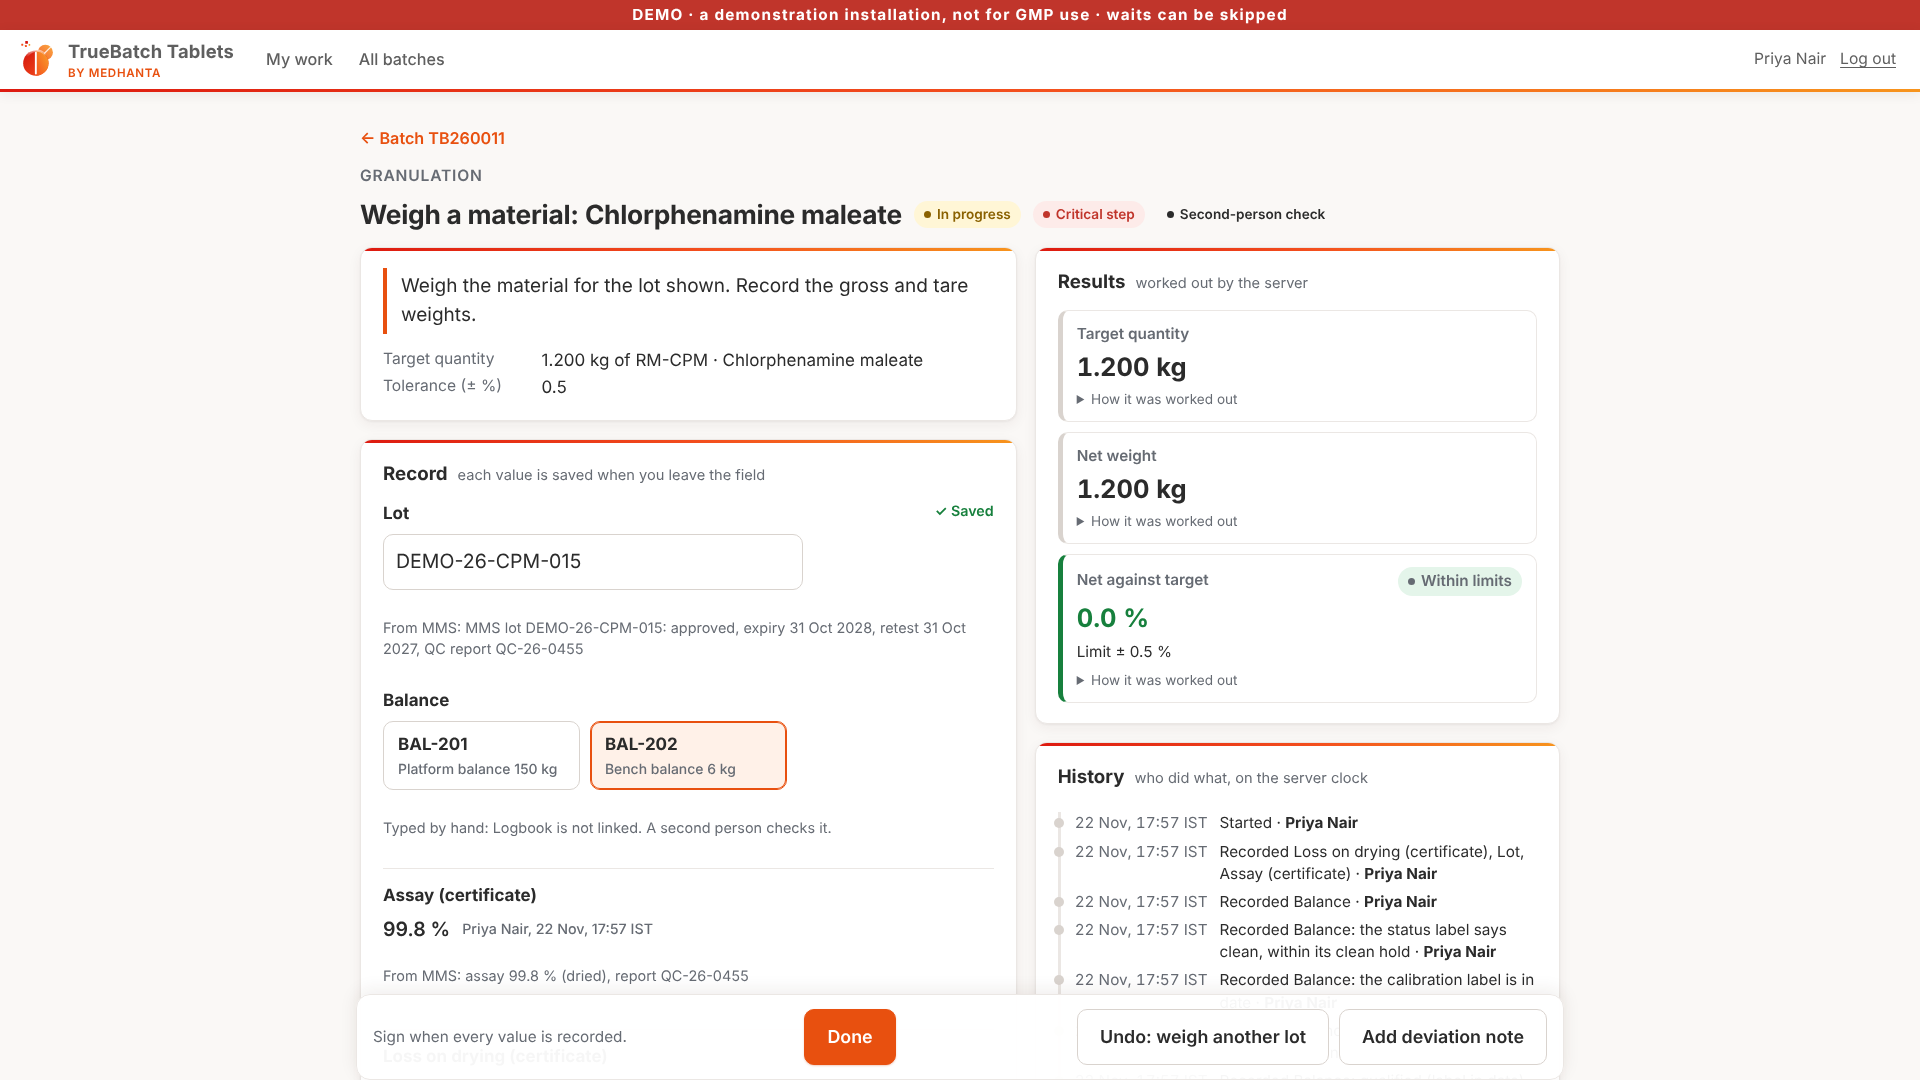 DEMO · a demonstration installation, not for GMP use · waits can be skipped
TrueBatch Tablets
BY MEDHANTA
My work
All batches
Priya Nair
Log out
← Batch TB260011
GRANULATION
Weigh a material: Chlorphenamine maleate
In progress
Critical step
Second-person check
Weigh the material for the lot shown. Record the gross and tare
weights.
Target quantity 1.200 kg of RM-CPM · Chlorphenamine maleate
Tolerance (± %) 0.5
Record each value is saved when you leave the field
Lot
✓ Saved
DEMO-26-CPM-015
From MMS: MMS lot DEMO-26-CPM-015: approved, expiry 31 Oct 2028, retest 31 Oct
2027, QC report QC-26-0455
Balance
BAL-201
Platform balance 150 kg
BAL-202
Bench balance 6 kg
Typed by hand: Logbook is not linked. A second person checks it.
Assay (certificate)
99.8 % Priya Nair, 22 Nov, 17:57 IST
From MMS: assay 99.8 % (dried), report QC-26-0455
Loss on drying (certificate)
Results worked out by the server
Target quantity
1.200 kg
How it was worked out
Net weight
1.200 kg
How it was worked out
Net against target
Within limits
0.0 %
Limit ± 0.5 %
How it was worked out
History who did what, on the server clock
22 Nov, 17:57 IST Started · Priya Nair
22 Nov, 17:57 IST Recorded Loss on drying (certificate), Lot,
Assay (certificate) · Priya Nair
22 Nov, 17:57 IST Recorded Balance · Priya Nair
22 Nov, 17:57 IST Recorded Balance: the status label says
clean, within its clean hold · Priya Nair
22 Nov, 17:57 IST Recorded Balance: the calibration label is in
date · Priya Nair
Sign when every value is recorded.
Done
Undo: weigh another lot
Add deviation note